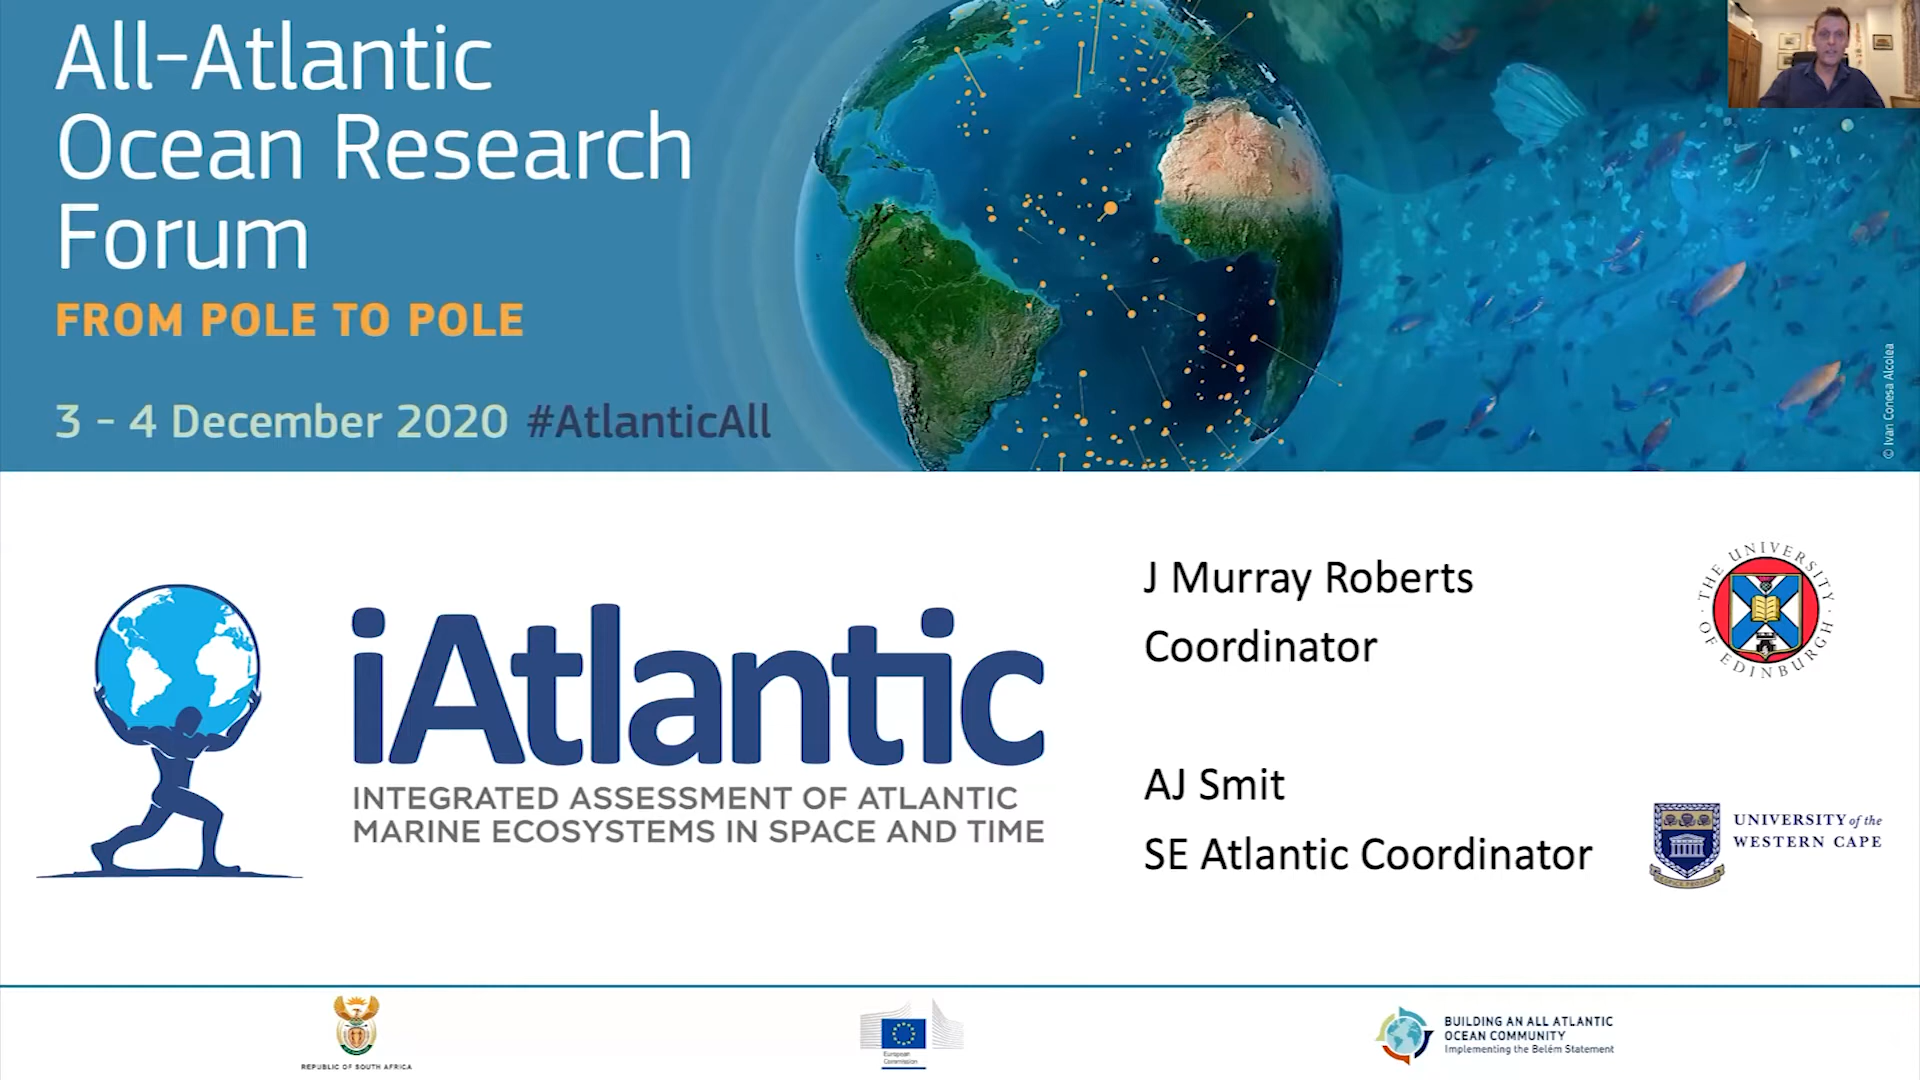 All-Atlantic
Ocean Research
Forum
FROM POLE TO POLE
3 - 4 December 2020 #AtlanticAll
© Ivan Conesa Alcolea
iAtlantic
INTEGRATED ASSESSMENT OF ATLANTIC
MARINE ECOSYSTEMS IN SPACE AND TIME
J Murray Roberts
Coordinator
THE UNIVERSITY OF EDINBURGH
AJ Smit
SE Atlantic Coordinator
UNIVERSITY of the
WESTERN CAPE
REPUBLIC OF SOUTH AFRICA
European
Commission
BUILDING AN ALL ATLANTIC
OCEAN COMMUNITY
Implementing the Belém Statement